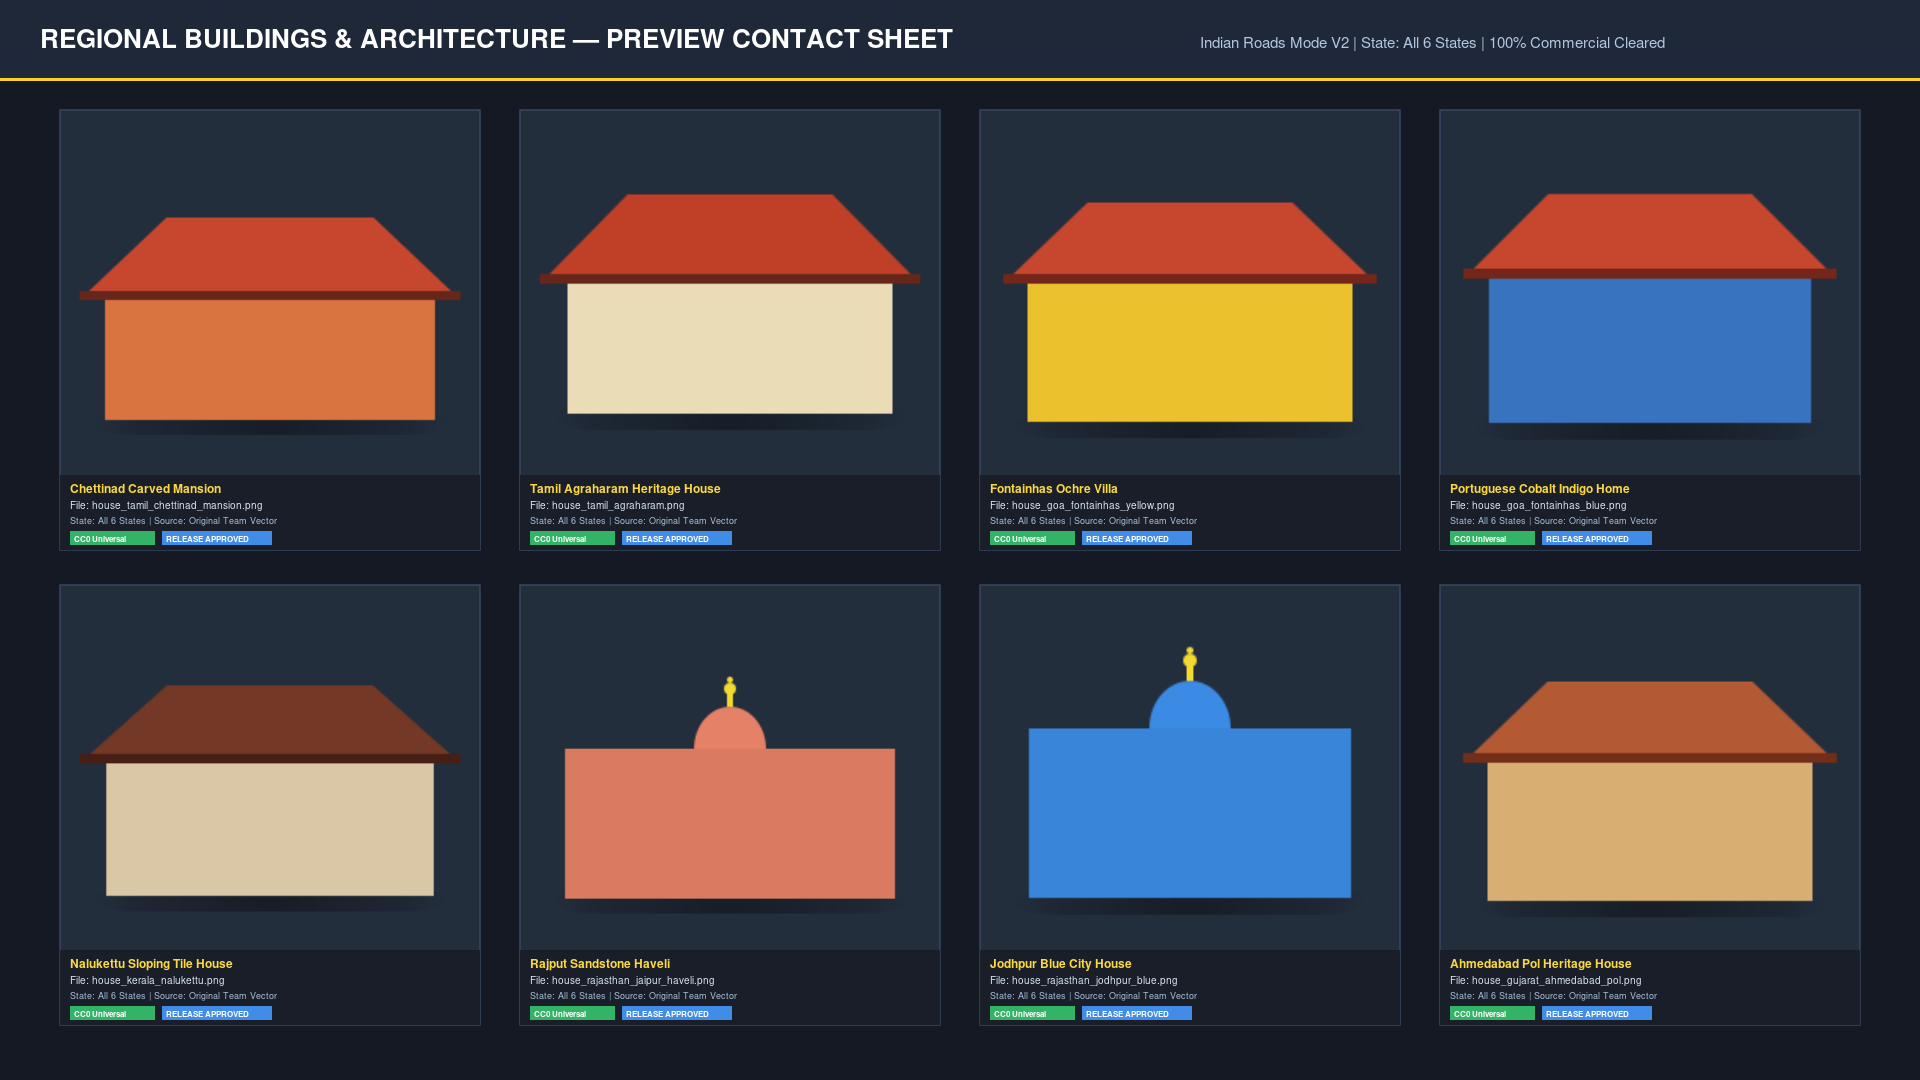 REGIONAL BUILDINGS & ARCHITECTURE — PREVIEW CONTACT SHEET
Indian Roads Mode V2 | State: All 6 States | 100% Commercial Cleared
Chettinad Carved Mansion
File: house_tamil_chettinad_mansion.png
State: All 6 States | Source: Original Team Vector
CC0 Universal
RELEASE APPROVED
Tamil Agraharam Heritage House
File: house_tamil_agraharam.png
State: All 6 States | Source: Original Team Vector
CC0 Universal
RELEASE APPROVED
Fontainhas Ochre Villa
File: house_goa_fontainhas_yellow.png
State: All 6 States | Source: Original Team Vector
CC0 Universal
RELEASE APPROVED
Portuguese Cobalt Indigo Home
File: house_goa_fontainhas_blue.png
State: All 6 States | Source: Original Team Vector
CC0 Universal
RELEASE APPROVED
Nalukettu Sloping Tile House
File: house_kerala_nalukettu.png
State: All 6 States | Source: Original Team Vector
CC0 Universal
RELEASE APPROVED
Rajput Sandstone Haveli
File: house_rajasthan_jaipur_haveli.png
State: All 6 States | Source: Original Team Vector
CC0 Universal
RELEASE APPROVED
Jodhpur Blue City House
File: house_rajasthan_jodhpur_blue.png
State: All 6 States | Source: Original Team Vector
CC0 Universal
RELEASE APPROVED
Ahmedabad Pol Heritage House
File: house_gujarat_ahmedabad_pol.png
State: All 6 States | Source: Original Team Vector
CC0 Universal
RELEASE APPROVED